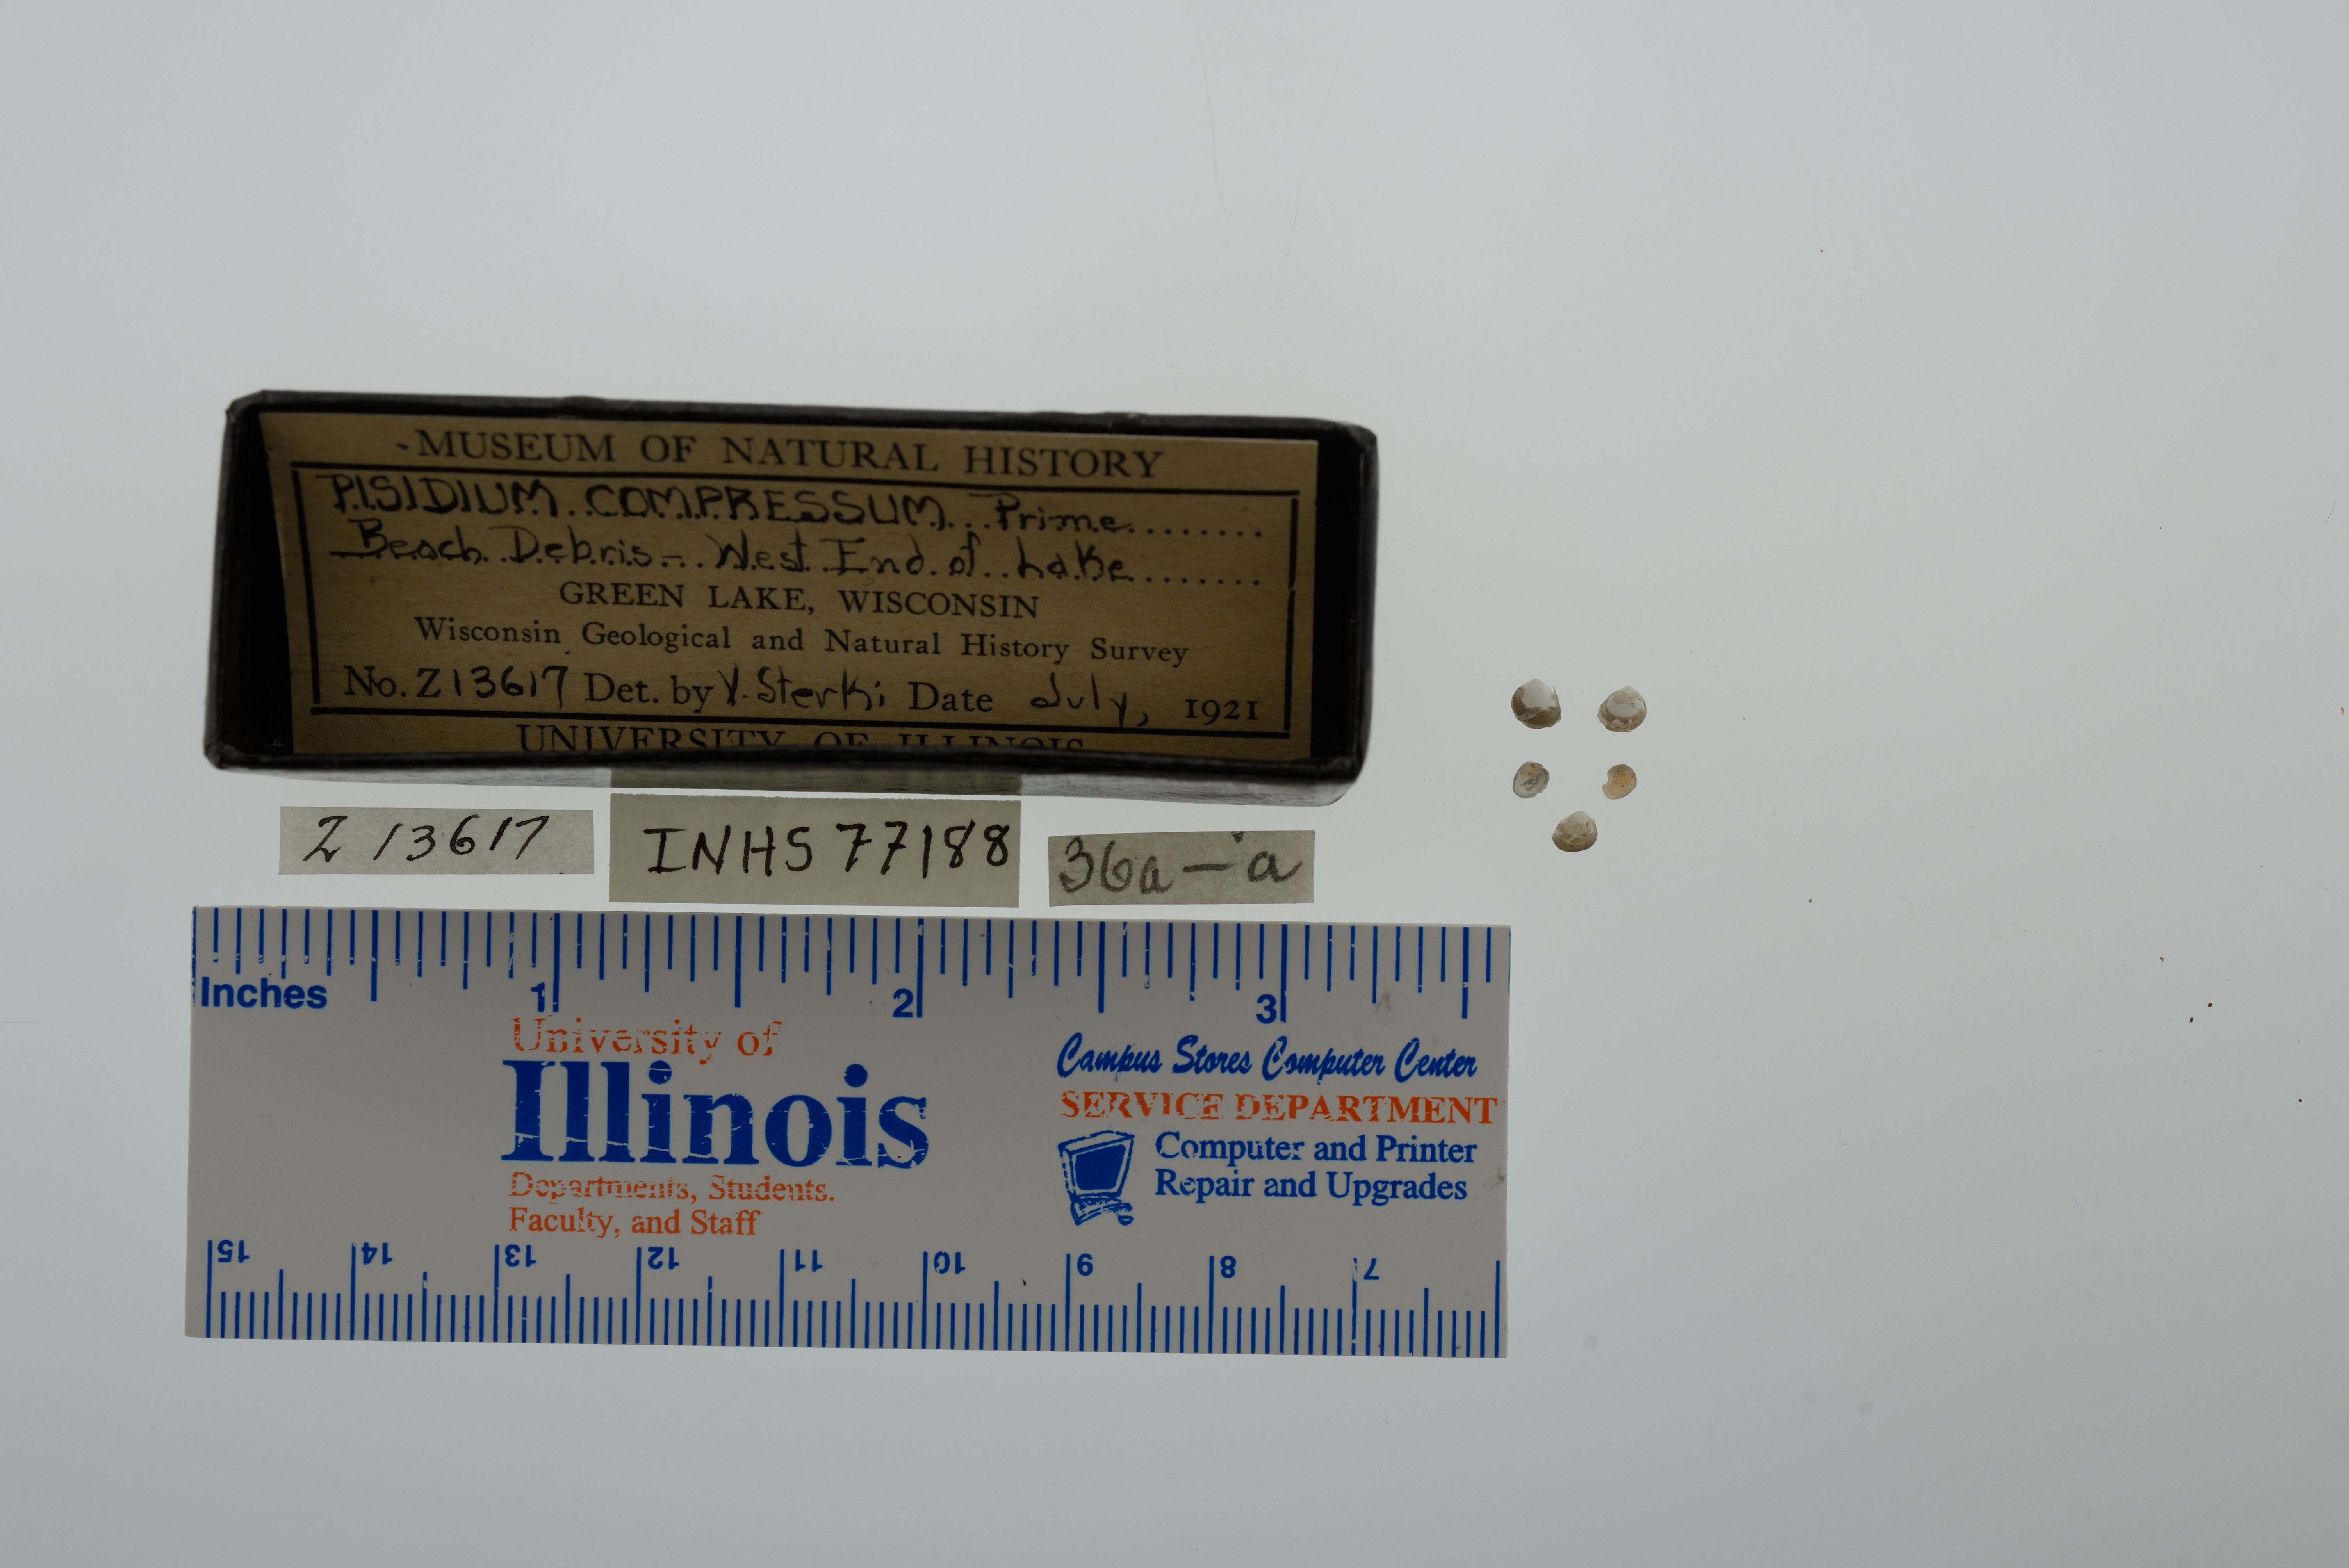 MUSEUM OF NATURAL HISTORY
PISIDIUM COMPRESSUM Prime
Beach Debris - West End of Lake
GREEN LAKE, WISCONSIN
Wisconsin Geological and Natural History Survey
No. Z13617 Det. by V. Sterki Date July, 1921
UNIVERSITY OF ILLINOIS
Z 13617
INHS 77188
36a-a
Inches
1 2 3
University of
Illinois
Departments, Students.
Faculty, and Staff
Campus Stores Computer Center
SERVICE DEPARTMENT
Computer and Printer
Repair and Upgrades
15 14 13 12 11 10 9 8 7